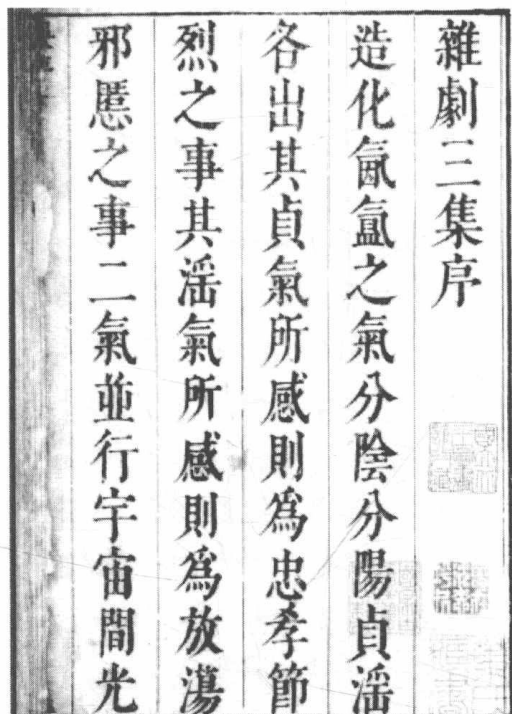 雜劇三集序
造化氤氳之氣分陰分陽貞滛
各出其貞氣所感則爲忠孝節
烈之事其滛氣所感則爲放蕩
邪慝之事二氣並行宇宙間光